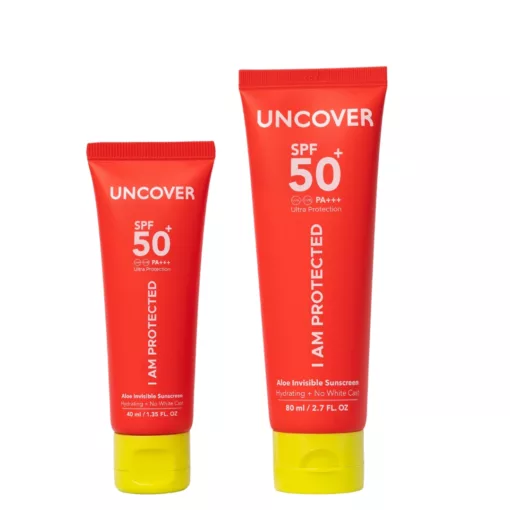 UNCOVER
SPF
50+
PA+++
Ultra Protection
I AM PROTECTED
Aloe Invisible Sunscreen
Hydrating + No White Cast
40 ml / 1.35 FL. OZ
UNCOVER
SPF
50+
PA+++
Ultra Protection
I AM PROTECTED
Aloe Invisible Sunscreen
Hydrating + No White Cast
80 ml / 2.7 FL. OZ